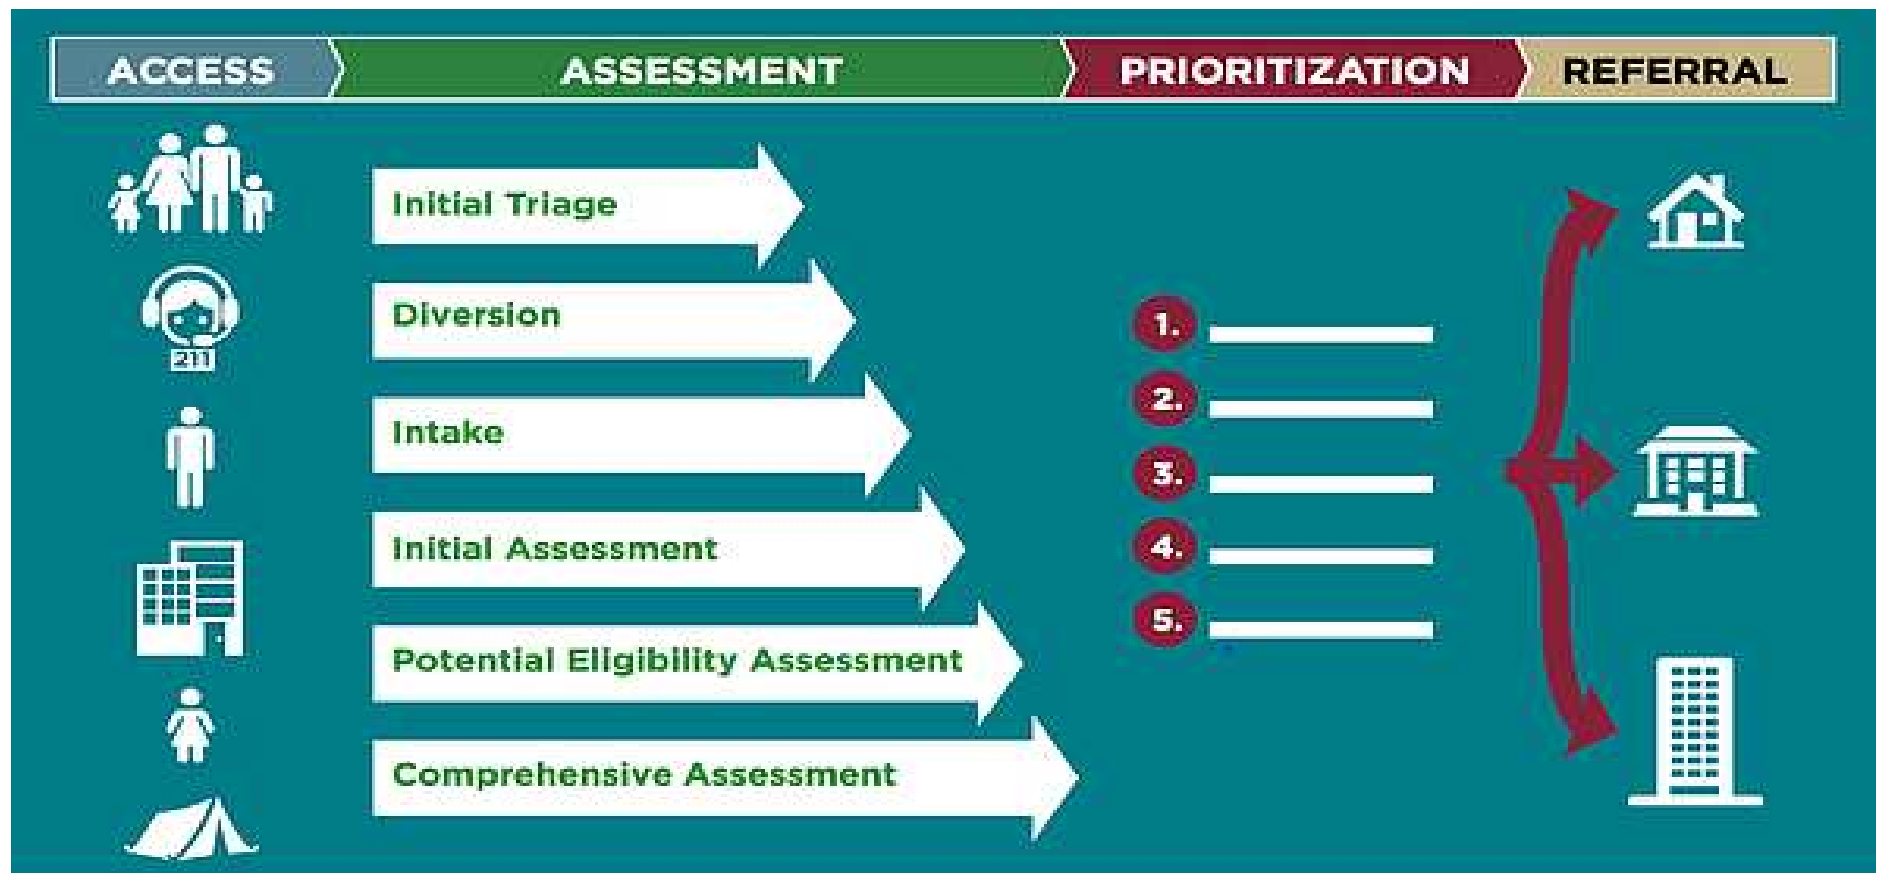 ACCESS
ASSESSMENT
PRIORITIZATION
REFERRAL
Initial Triage
Diversion
211
Intake
Initial Assessment
Potential Eligibility Assessment
Comprehensive Assessment
1.
2.
3.
4.
5.